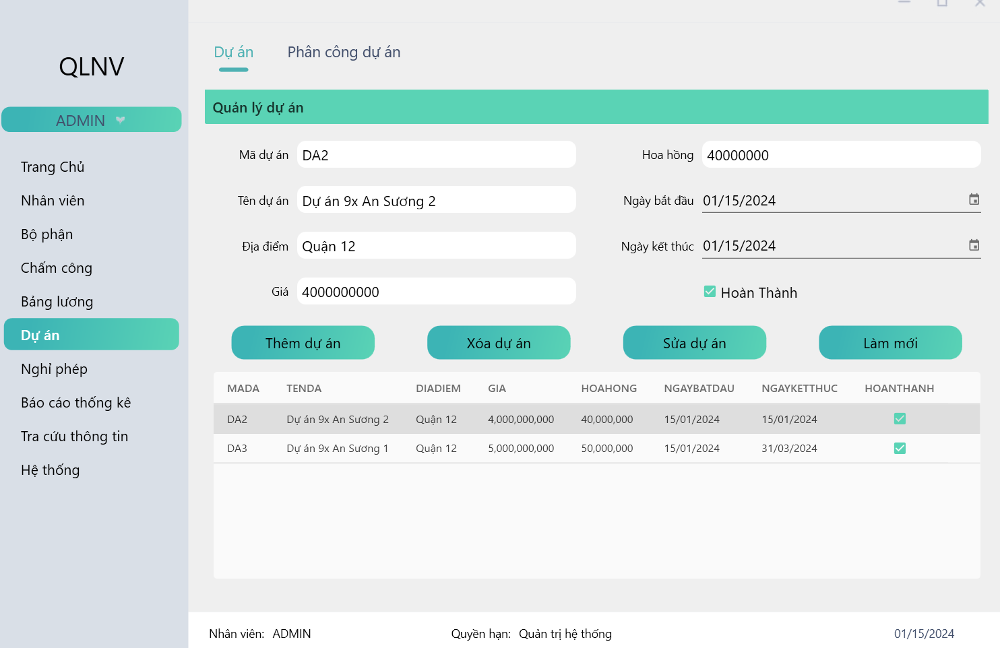 QLNV
ADMIN
Trang Chủ
Nhân viên
Bộ phận
Chấm công
Bảng lương
Dự án
Nghỉ phép
Báo cáo thống kê
Tra cứu thông tin
Hệ thống
Dự án Phân công dự án
Quản lý dự án
Mã dự án DA2 Hoa hồng 40000000
Tên dự án Dự án 9x An Sương 2 Ngày bắt đầu 01/15/2024
Địa điểm Quận 12 Ngày kết thúc 01/15/2024
Giá 4000000000 Hoàn Thành
Thêm dự án Xóa dự án Sửa dự án Làm mới
MADA TENDA DIADIEM GIA HOAHONG NGAYBATDAU NGAYKETTHUC HOANTHANH
DA2 Dự án 9x An Sương 2 Quận 12 4,000,000,000 40,000,000 15/01/2024 15/01/2024
DA3 Dự án 9x An Sương 1 Quận 12 5,000,000,000 50,000,000 15/01/2024 31/03/2024
Nhân viên: ADMIN Quyền hạn: Quản trị hệ thống 01/15/2024